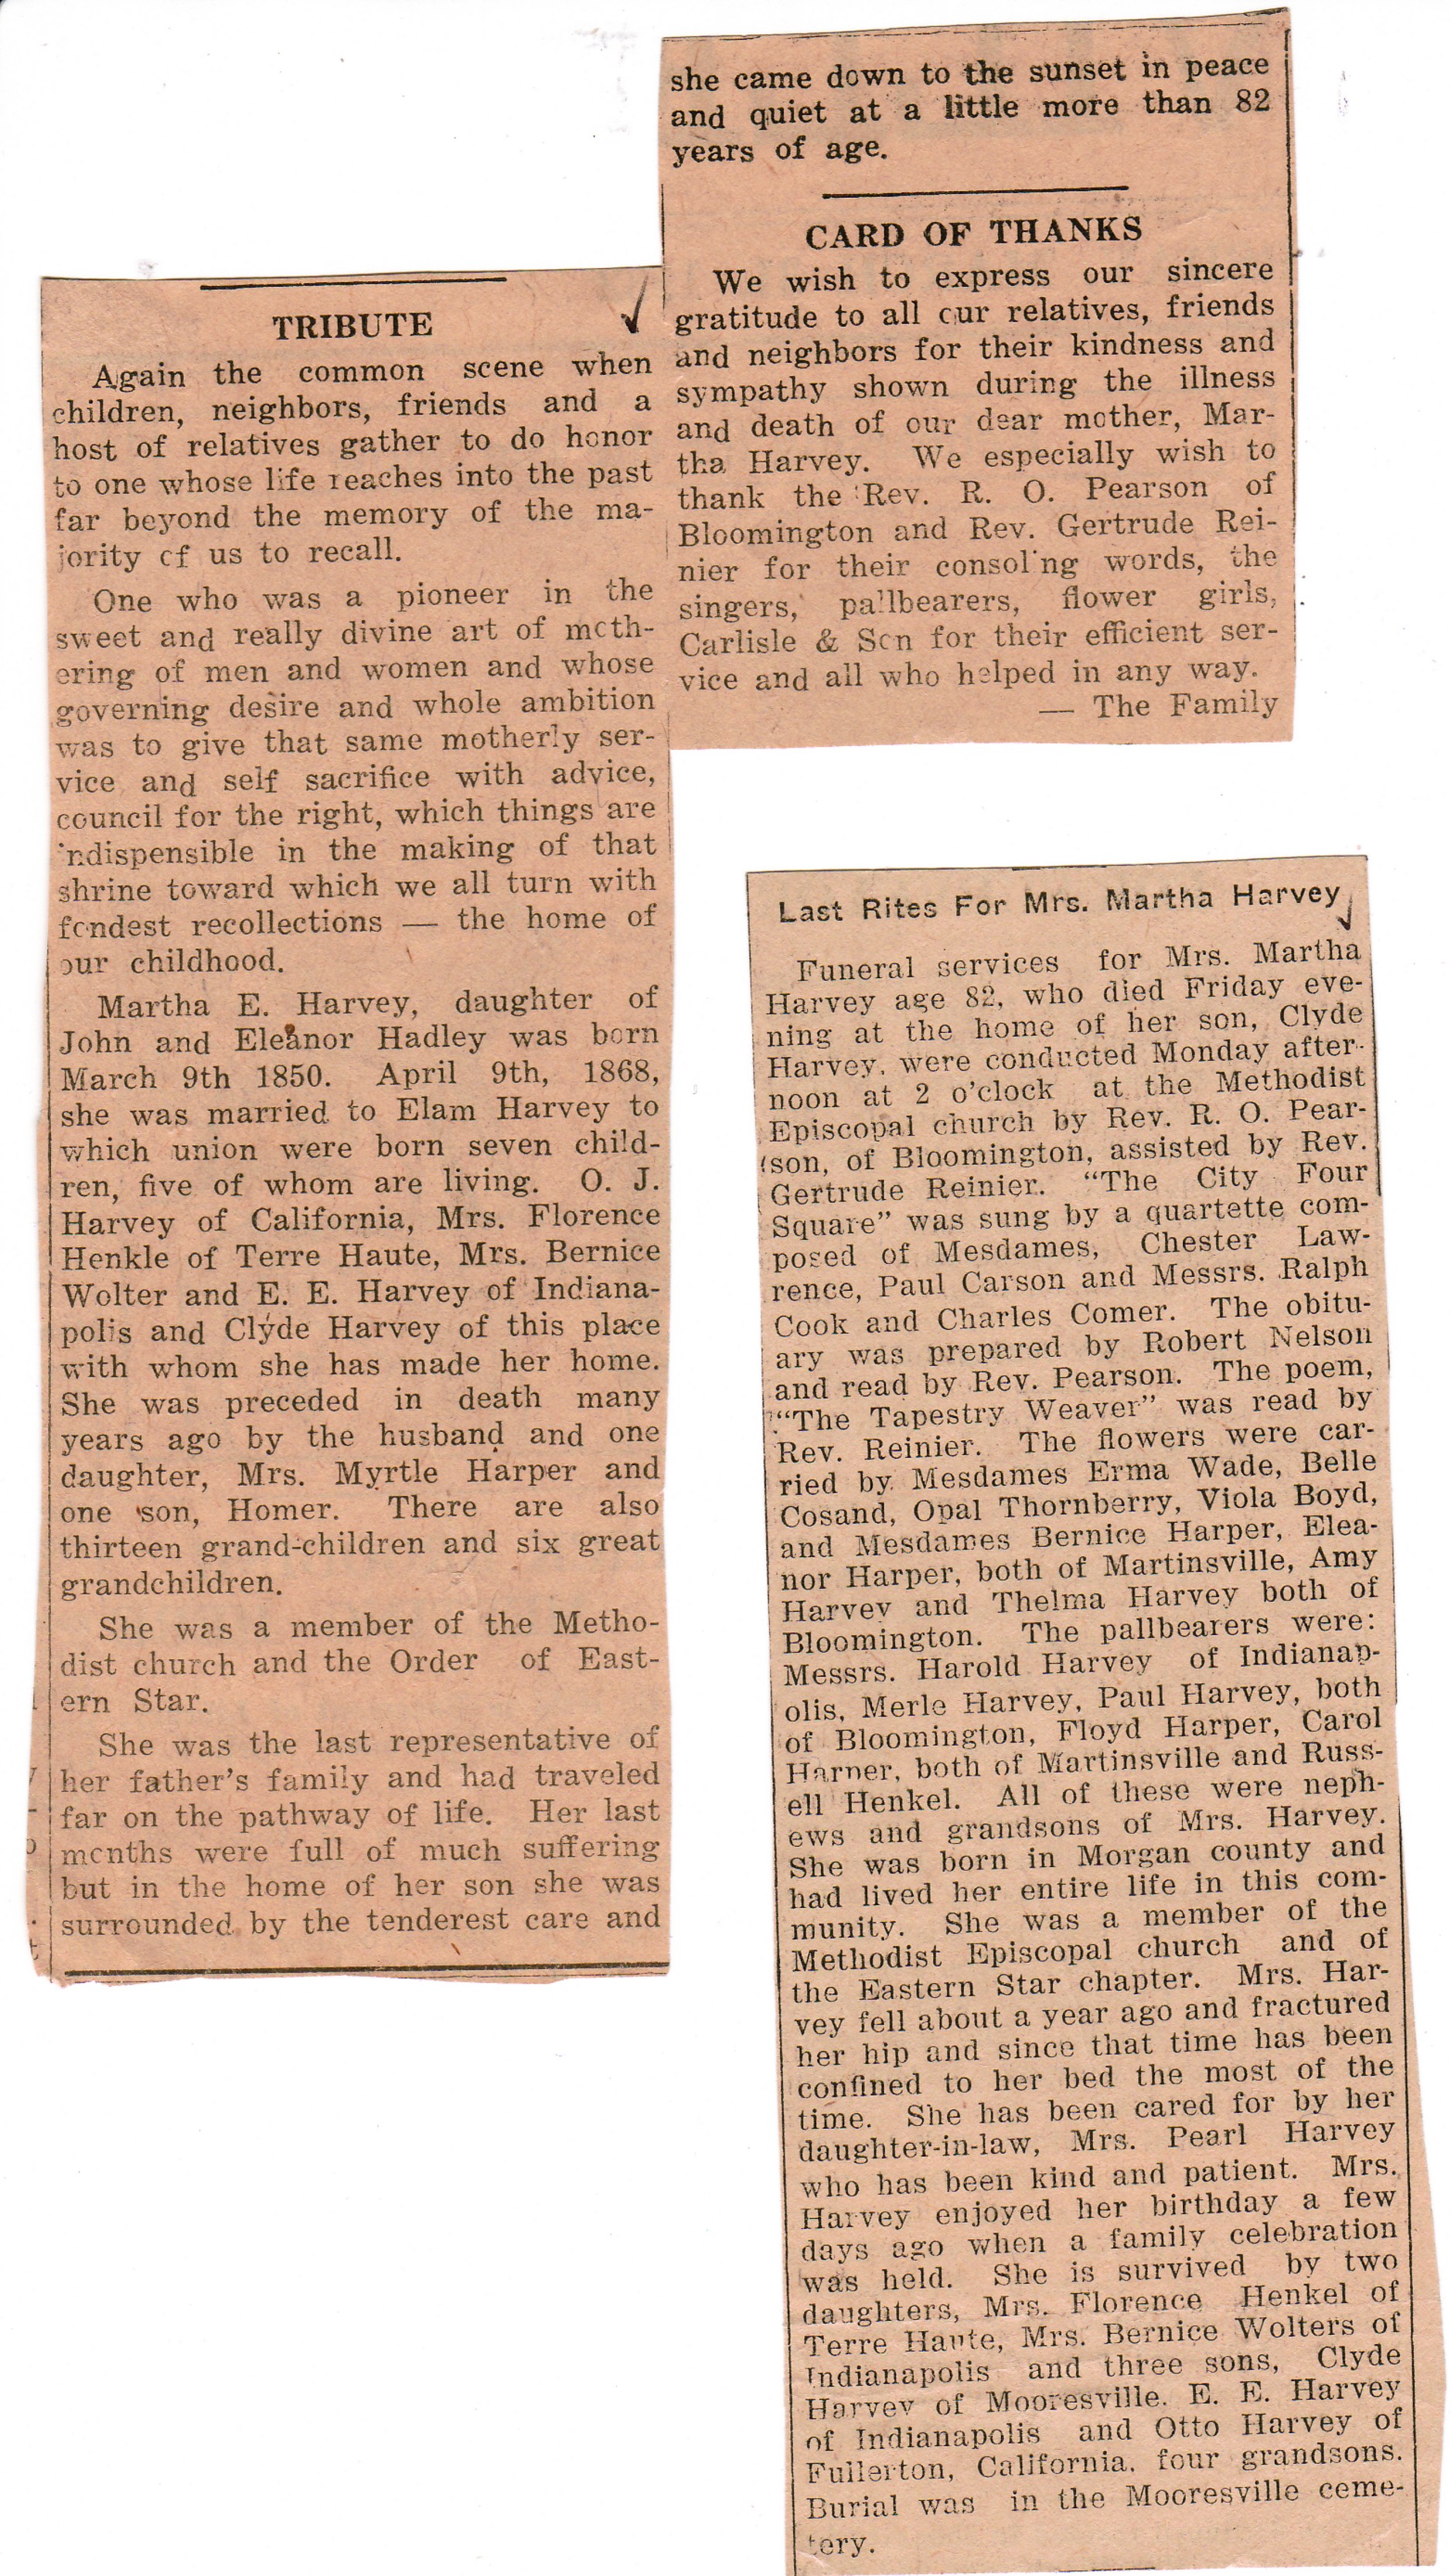 TRIBUTE
Again the common scene when
children, neighbors, friends and a
host of relatives gather to do honor
to one whose life reaches into the past
far beyond the memory of the ma-
jority of us to recall.
One who was a pioneer in the
sweet and really divine art of moth-
ering of men and women and whose
governing desire and whole ambition
was to give that same motherly ser-
vice and self sacrifice with advice,
council for the right, which things are
indispensible in the making of that
shrine toward which we all turn with
fondest recollections — the home of
our childhood.
Martha E. Harvey, daughter of
John and Eleanor Hadley was born
March 9th 1850. April 9th, 1868,
she was married to Elam Harvey to
which union were born seven child-
ren, five of whom are living. O. J.
Harvey of California, Mrs. Florence
Henkle of Terre Haute, Mrs. Bernice
Wolter and E. E. Harvey of Indiana-
polis and Clyde Harvey of this place
with whom she has made her home.
She was preceded in death many
years ago by the husband and one
daughter, Mrs. Myrtle Harper and
one son, Homer. There are also
thirteen grand-children and six great
grandchildren.
She was a member of the Metho-
dist church and the Order of East-
ern Star.
She was the last representative of
her father's family and had traveled
far on the pathway of life. Her last
months were full of much suffering
but in the home of her son she was
surrounded by the tenderest care and
she came down to the sunset in peace
and quiet at a little more than 82
years of age.
CARD OF THANKS
We wish to express our sincere
gratitude to all our relatives, friends
and neighbors for their kindness and
sympathy shown during the illness
and death of our dear mother, Mar-
tha Harvey. We especially wish to
thank the Rev. R. O. Pearson of
Bloomington and Rev. Gertrude Rei-
nier for their consoling words, the
singers, pallbearers, flower girls,
Carlisle & Son for their efficient ser-
vice and all who helped in any way.
— The Family
Last Rites For Mrs. Martha Harvey
Funeral services for Mrs. Martha
Harvey age 82, who died Friday eve-
ning at the home of her son, Clyde
Harvey, were conducted Monday after-
noon at 2 o'clock at the Methodist
Episcopal church by Rev. R. O. Pear-
son, of Bloomington, assisted by Rev.
Gertrude Reinier. "The City Four
Square" was sung by a quartette com-
posed of Mesdames, Chester Law-
rence, Paul Carson and Messrs. Ralph
Cook and Charles Comer. The obitu-
ary was prepared by Robert Nelson
and read by Rev. Pearson. The poem,
"The Tapestry Weaver" was read by
Rev. Reinier. The flowers were car-
ried by Mesdames Erma Wade, Belle
Cosand, Opal Thornberry, Viola Boyd,
and Mesdames Bernice Harper, Elea-
nor Harper, both of Martinsville, Amy
Harvey and Thelma Harvey both of
Bloomington. The pallbearers were:
Messrs. Harold Harvey of Indianap-
olis, Merle Harvey, Paul Harvey, both
of Bloomington, Floyd Harper, Carol
Harper, both of Martinsville and Russ-
ell Henkel. All of these were neph-
ews and grandsons of Mrs. Harvey.
She was born in Morgan county and
had lived her entire life in this com-
munity. She was a member of the
Methodist Episcopal church and of
the Eastern Star chapter. Mrs. Har-
vey fell about a year ago and fractured
her hip and since that time has been
confined to her bed the most of the
time. She has been cared for by her
daughter-in-law, Mrs. Pearl Harvey
who has been kind and patient. Mrs.
Harvey enjoyed her birthday a few
days ago when a family celebration
was held. She is survived by two
daughters, Mrs. Florence Henkel of
Terre Haute, Mrs. Bernice Wolters of
Indianapolis and three sons, Clyde
Harvey of Mooresville. E. E. Harvey
of Indianapolis and Otto Harvey of
Fullerton, California. four grandsons.
Burial was in the Mooresville ceme-
tery.